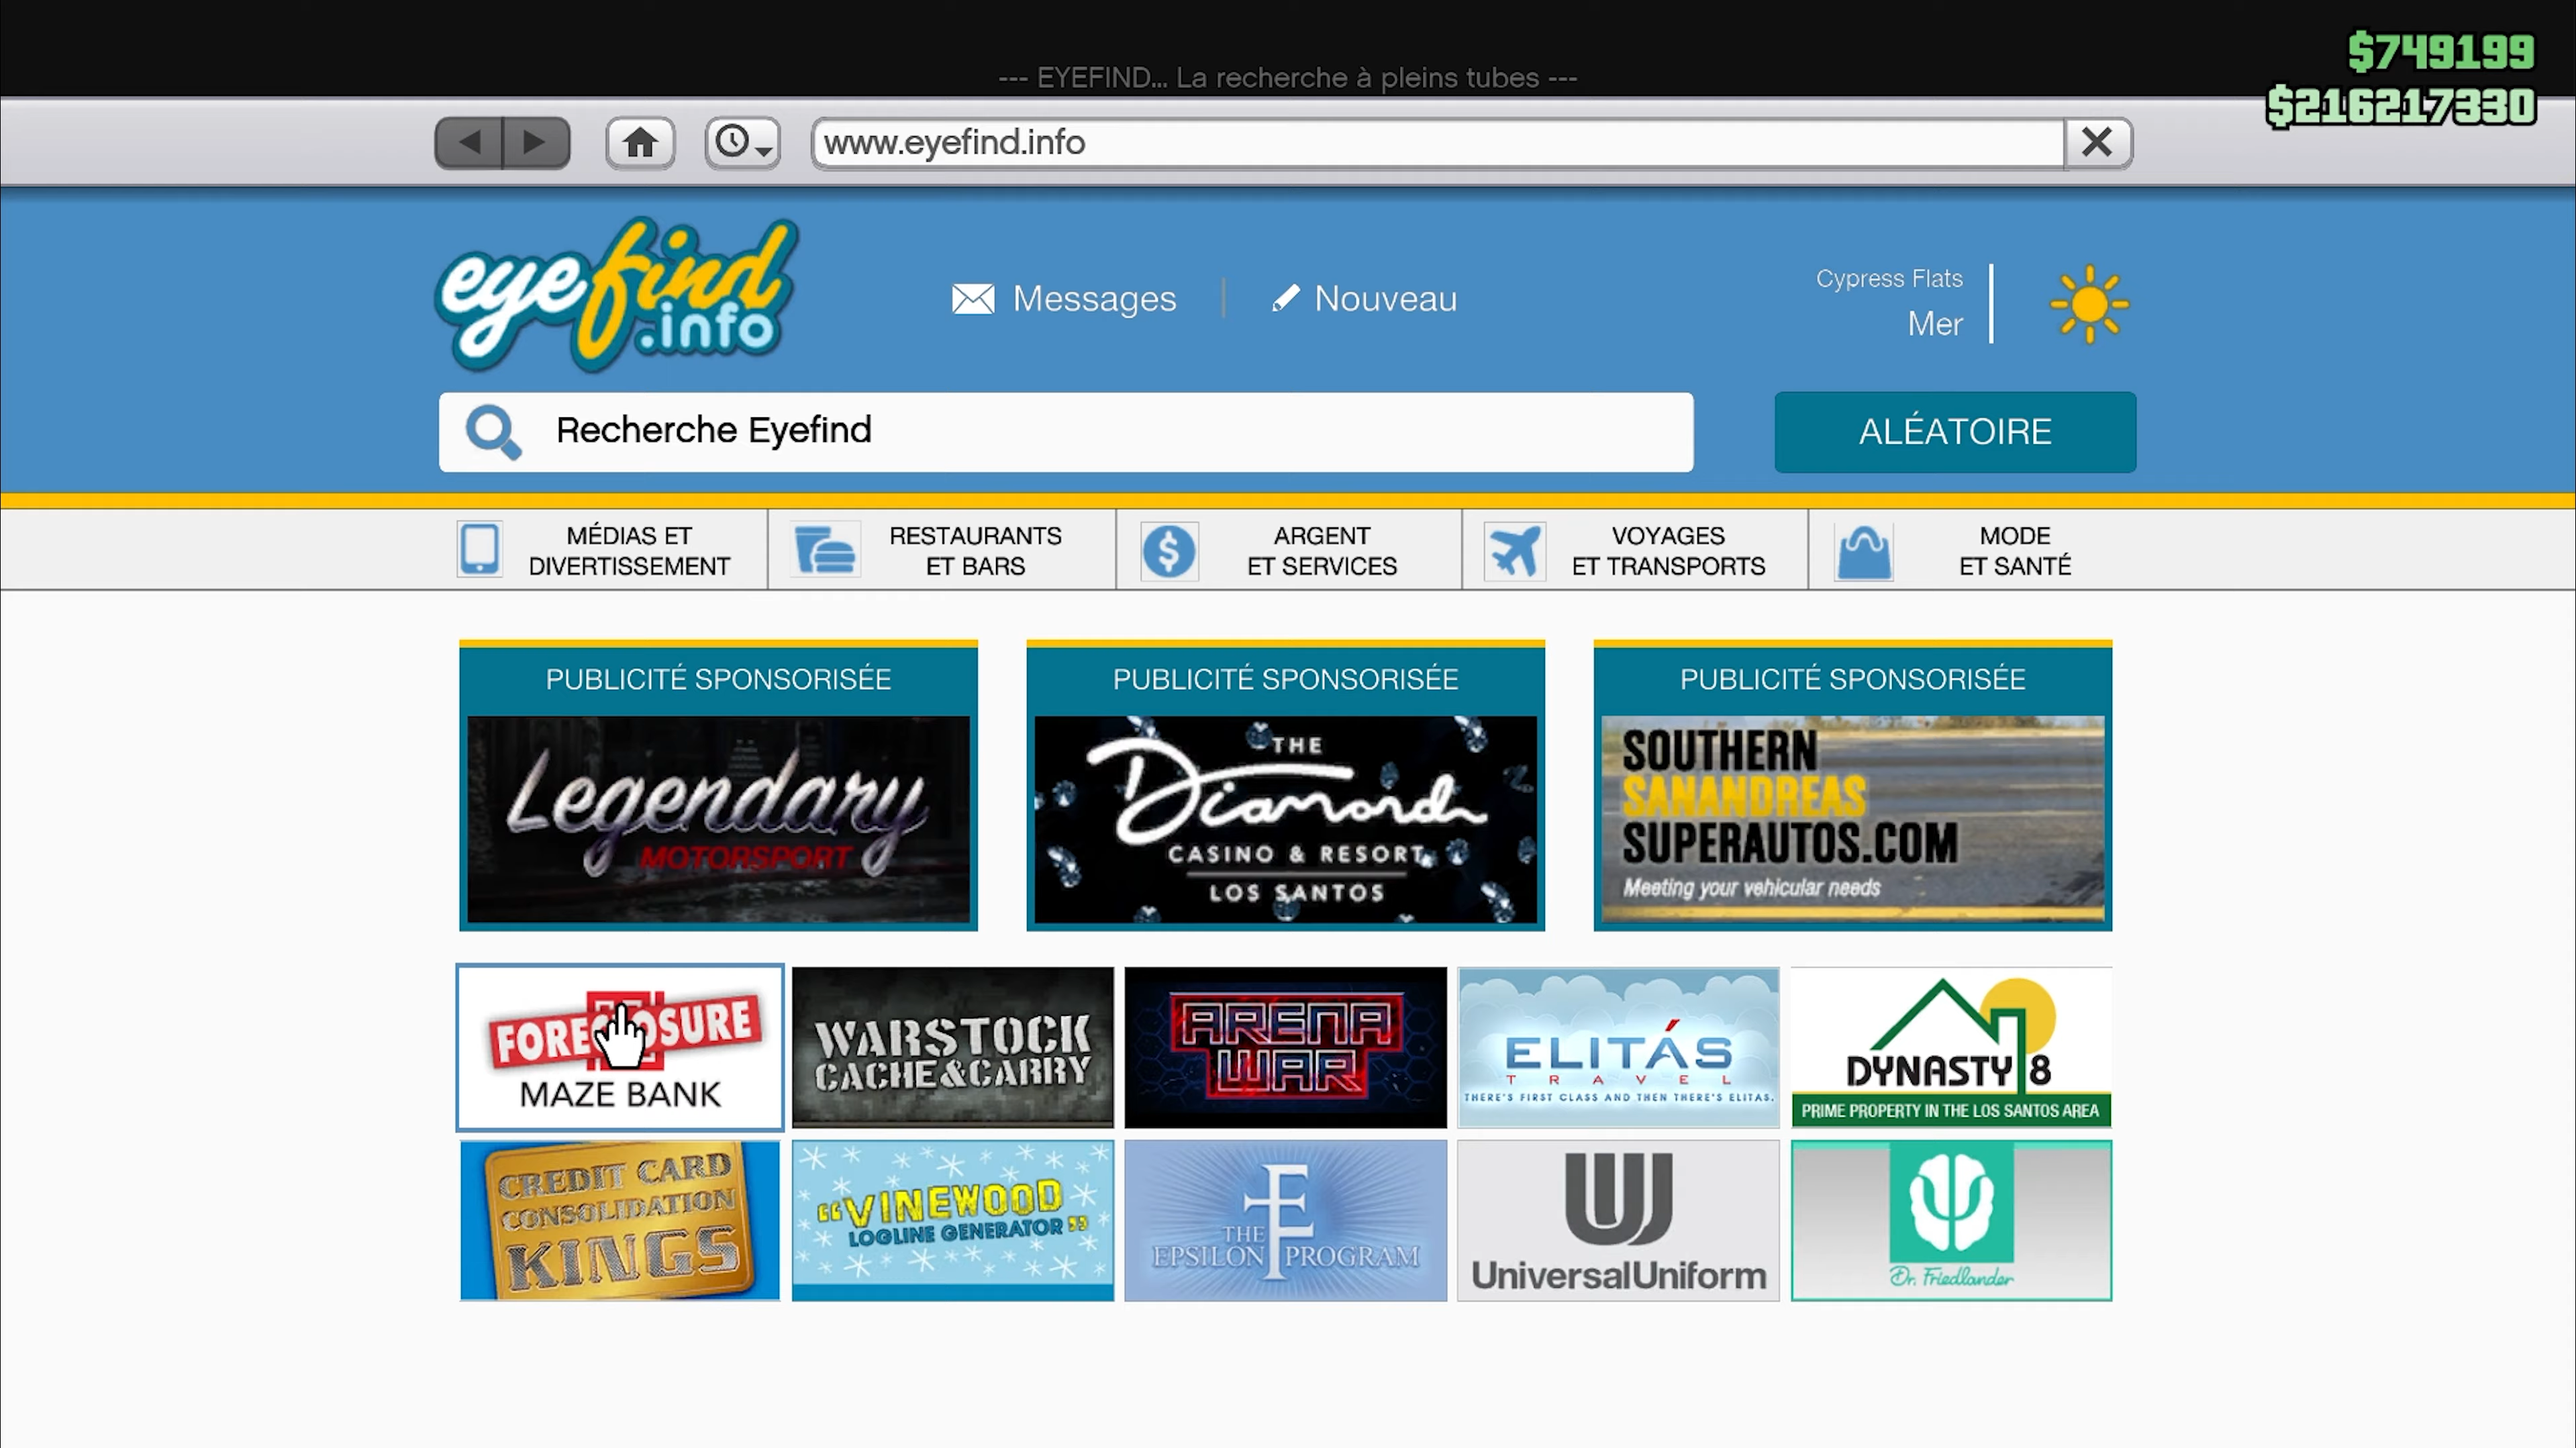 $749199
--- EYEFIND... La recherche à pleins tubes ---
$216217330
www.eyefind.info
eyefind
.info
Messages
Nouveau
Cypress Flats
Mer
Recherche Eyefind
ALÉATOIRE
MÉDIAS ET
DIVERTISSEMENT
RESTAURANTS
ET BARS
ARGENT
ET SERVICES
VOYAGES
ET TRANSPORTS
MODE
ET SANTÉ
PUBLICITÉ SPONSORISÉE
Legendary
MOTORSPORT
PUBLICITÉ SPONSORISÉE
THE
Diamond
CASINO & RESORT
LOS SANTOS
PUBLICITÉ SPONSORISÉE
SOUTHERN
SANANDREAS
SUPERAUTOS.COM
Meeting your vehicular needs
FORECLOSURE
MAZE BANK
WARSTOCK
CACHE&CARRY
ARENA
WAR
ELITÁS
TRAVEL
THERE'S FIRST CLASS AND THEN THERE'S ELITAS.
DYNASTY 8
PRIME PROPERTY IN THE LOS SANTOS AREA
CREDIT CARD
CONSOLIDATION
KINGS
"VINEWOOD
LOGLINE GENERATOR"
THE
EPSILON PROGRAM
UniversalUniform
Dr. Friedlander